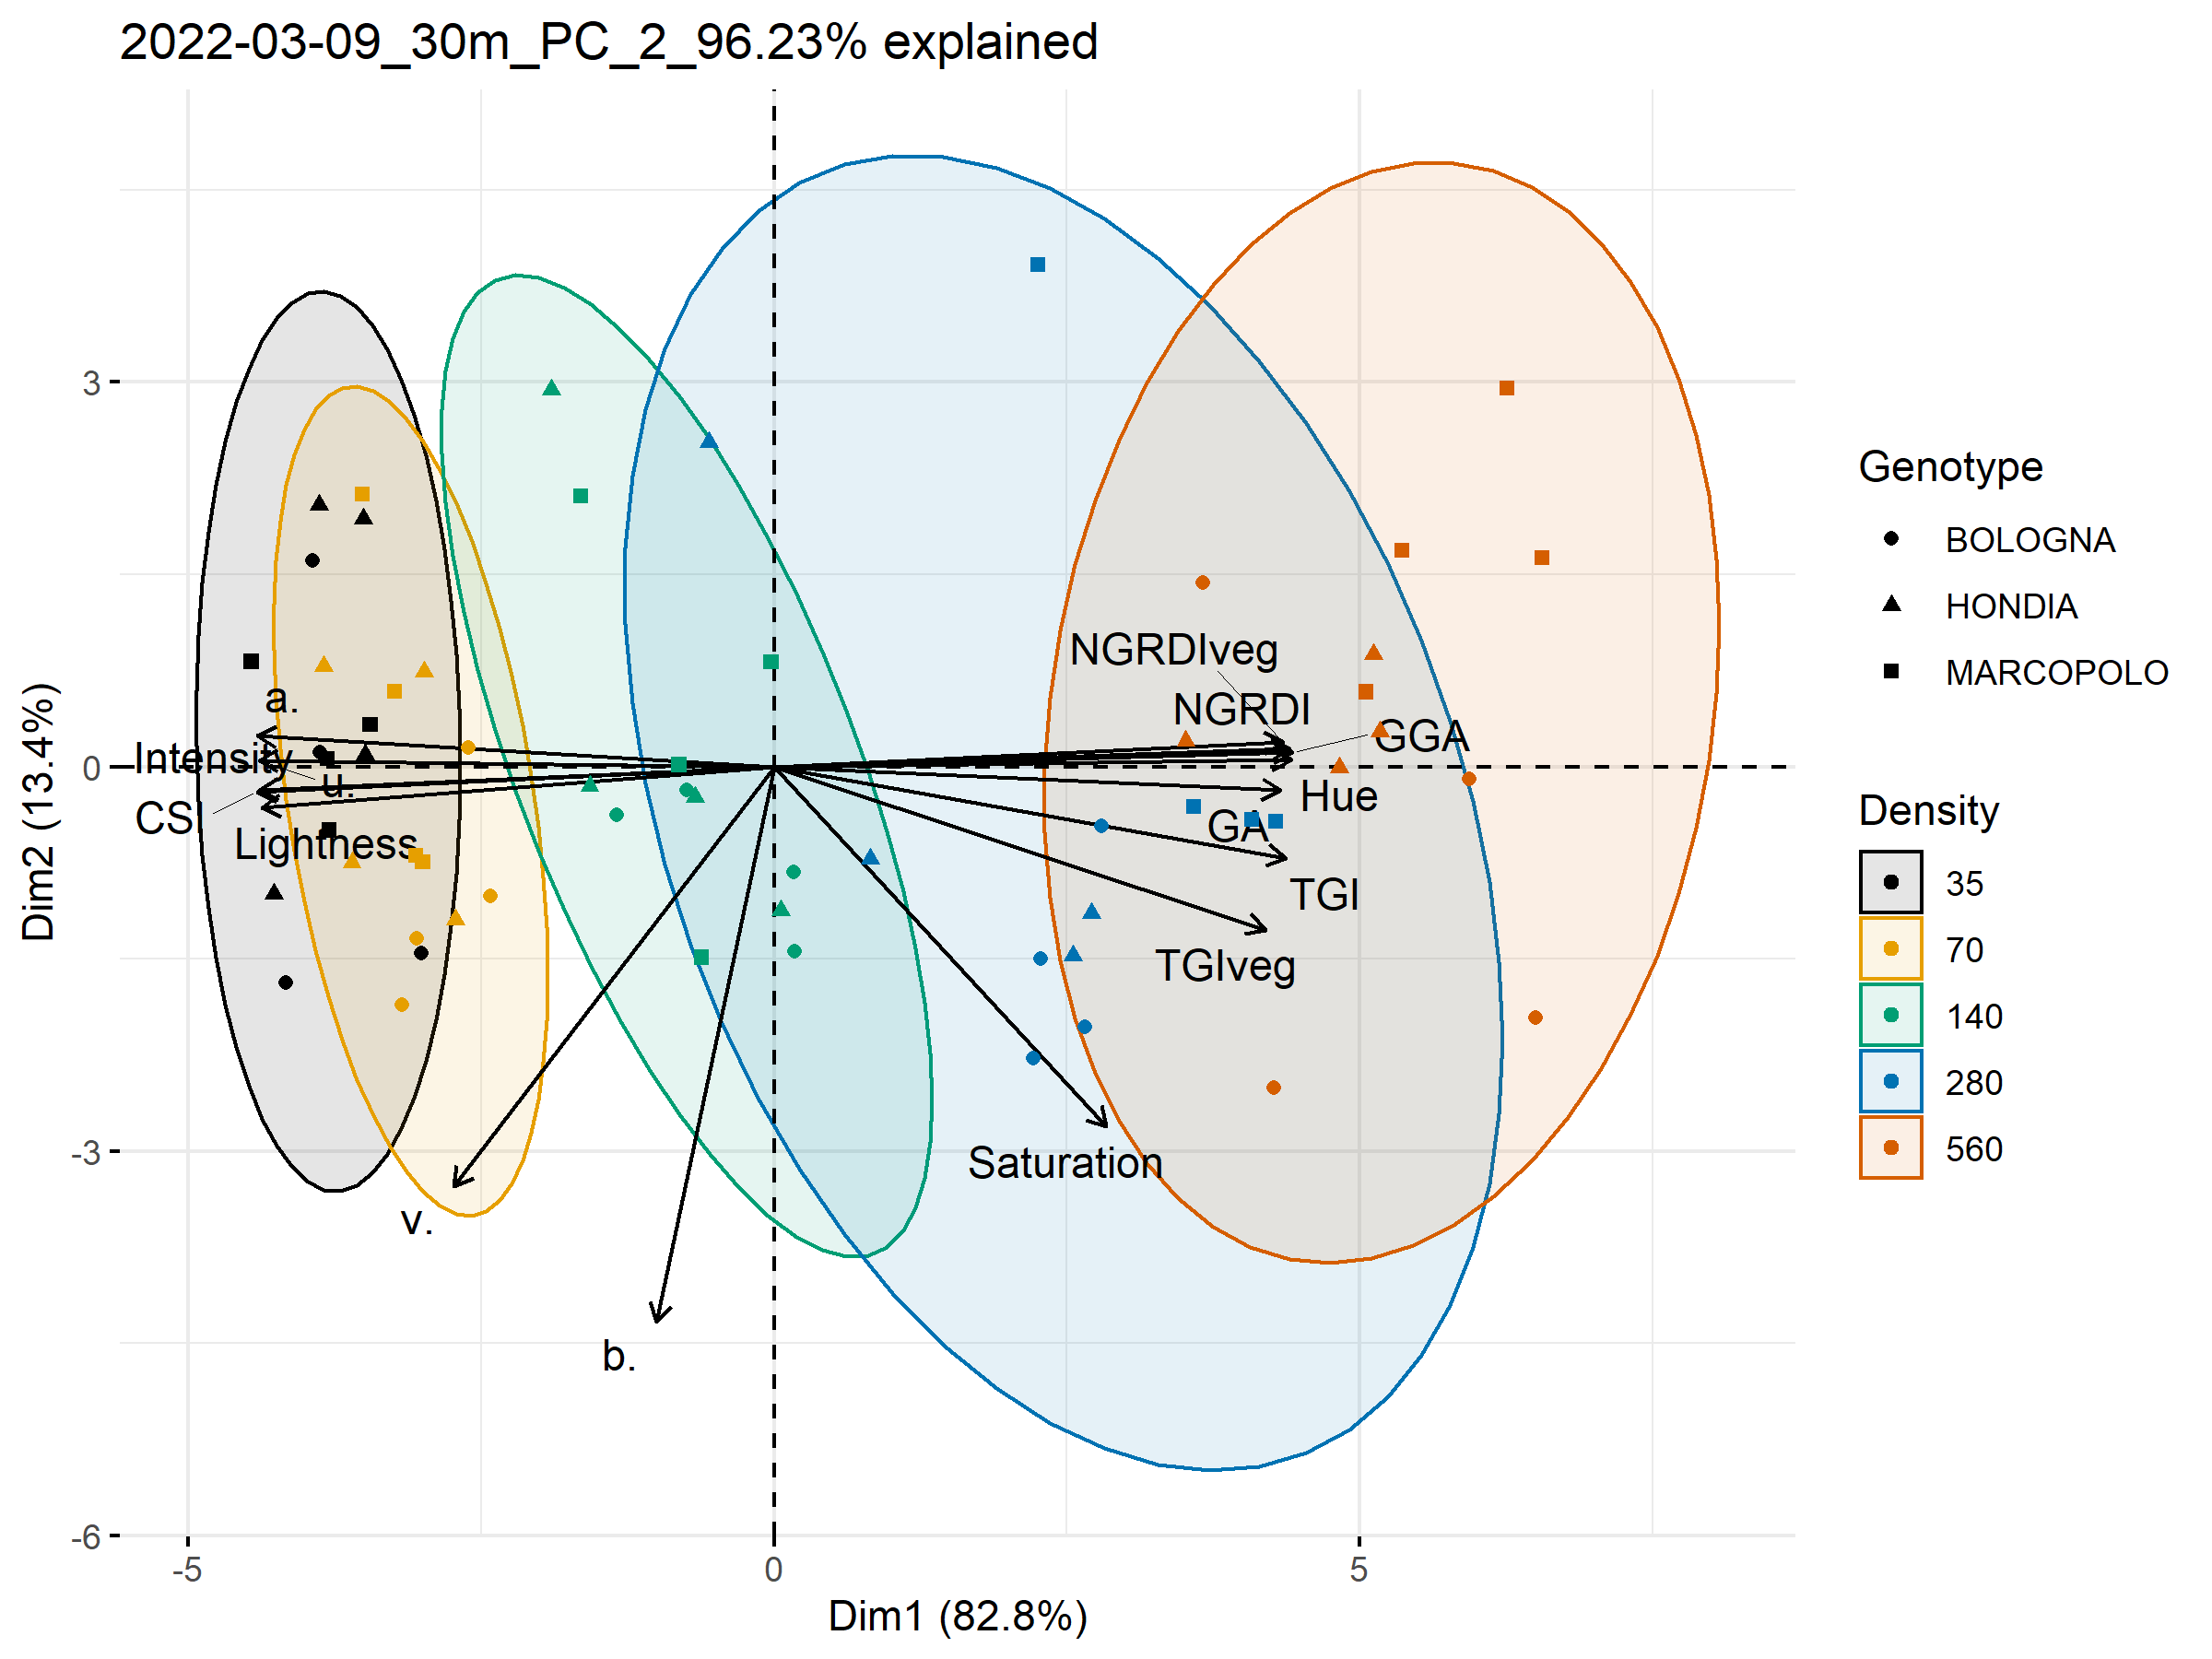 2022-03-09_30m_PC_2_96.23% explained
Dim2 (13.4%)
3
0
-3
-6
-5
0
5
Dim1 (82.8%)
NGRDIveg
NGRDI
GGA
a.
Intensity
u.
CSI
Lightness
Hue
GA
TGI
TGIveg
Saturation
v.
b.
Genotype
BOLOGNA
HONDIA
MARCOPOLO
Density
35
70
140
280
560